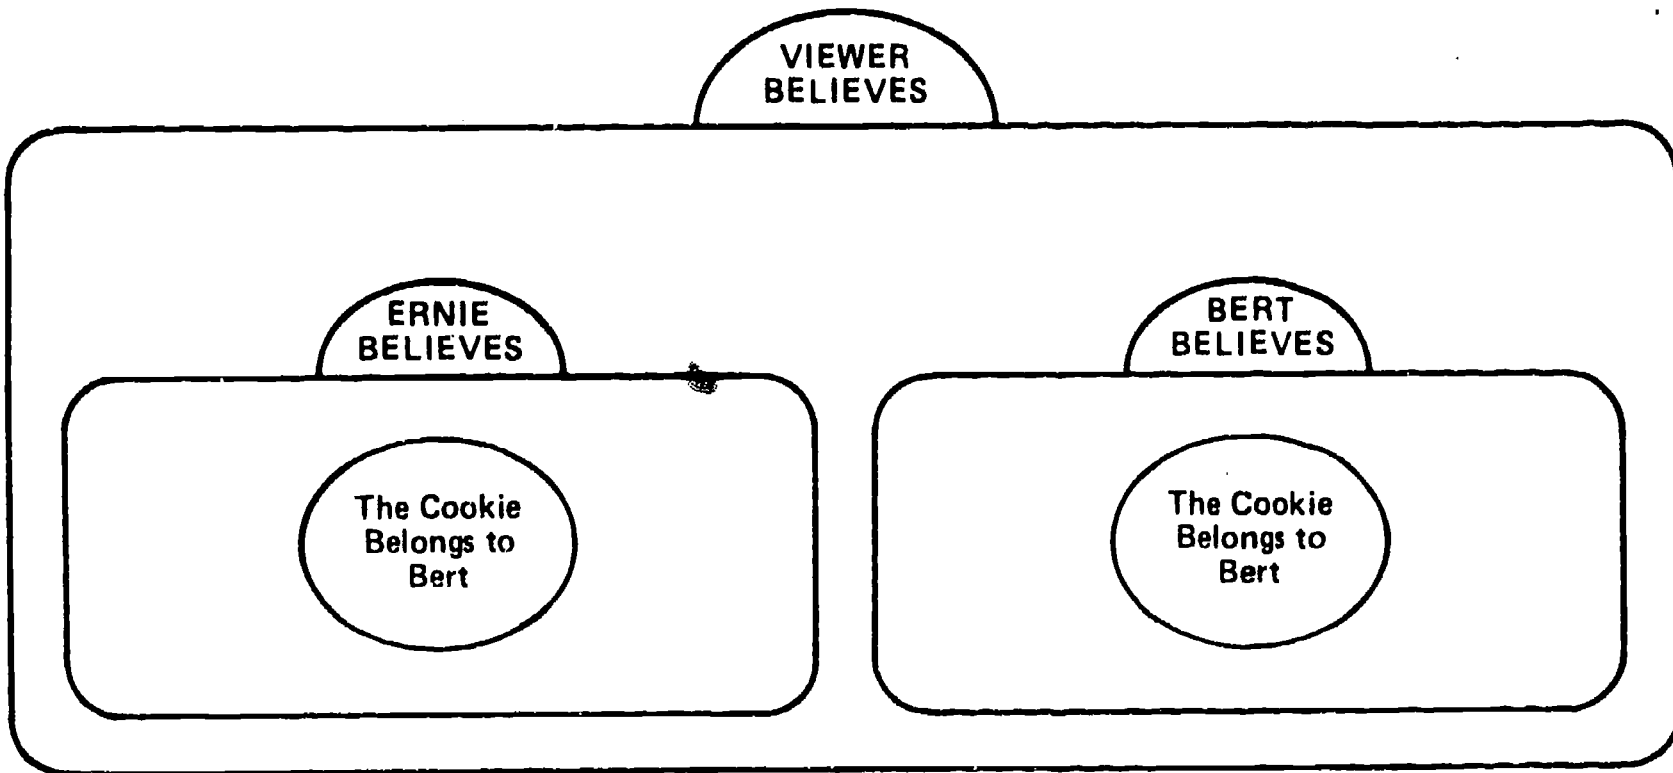 VIEWER
BELIEVES
ERNIE
BELIEVES
The Cookie
Belongs to
Bert
BERT
BELIEVES
The Cookie
Belongs to
Bert